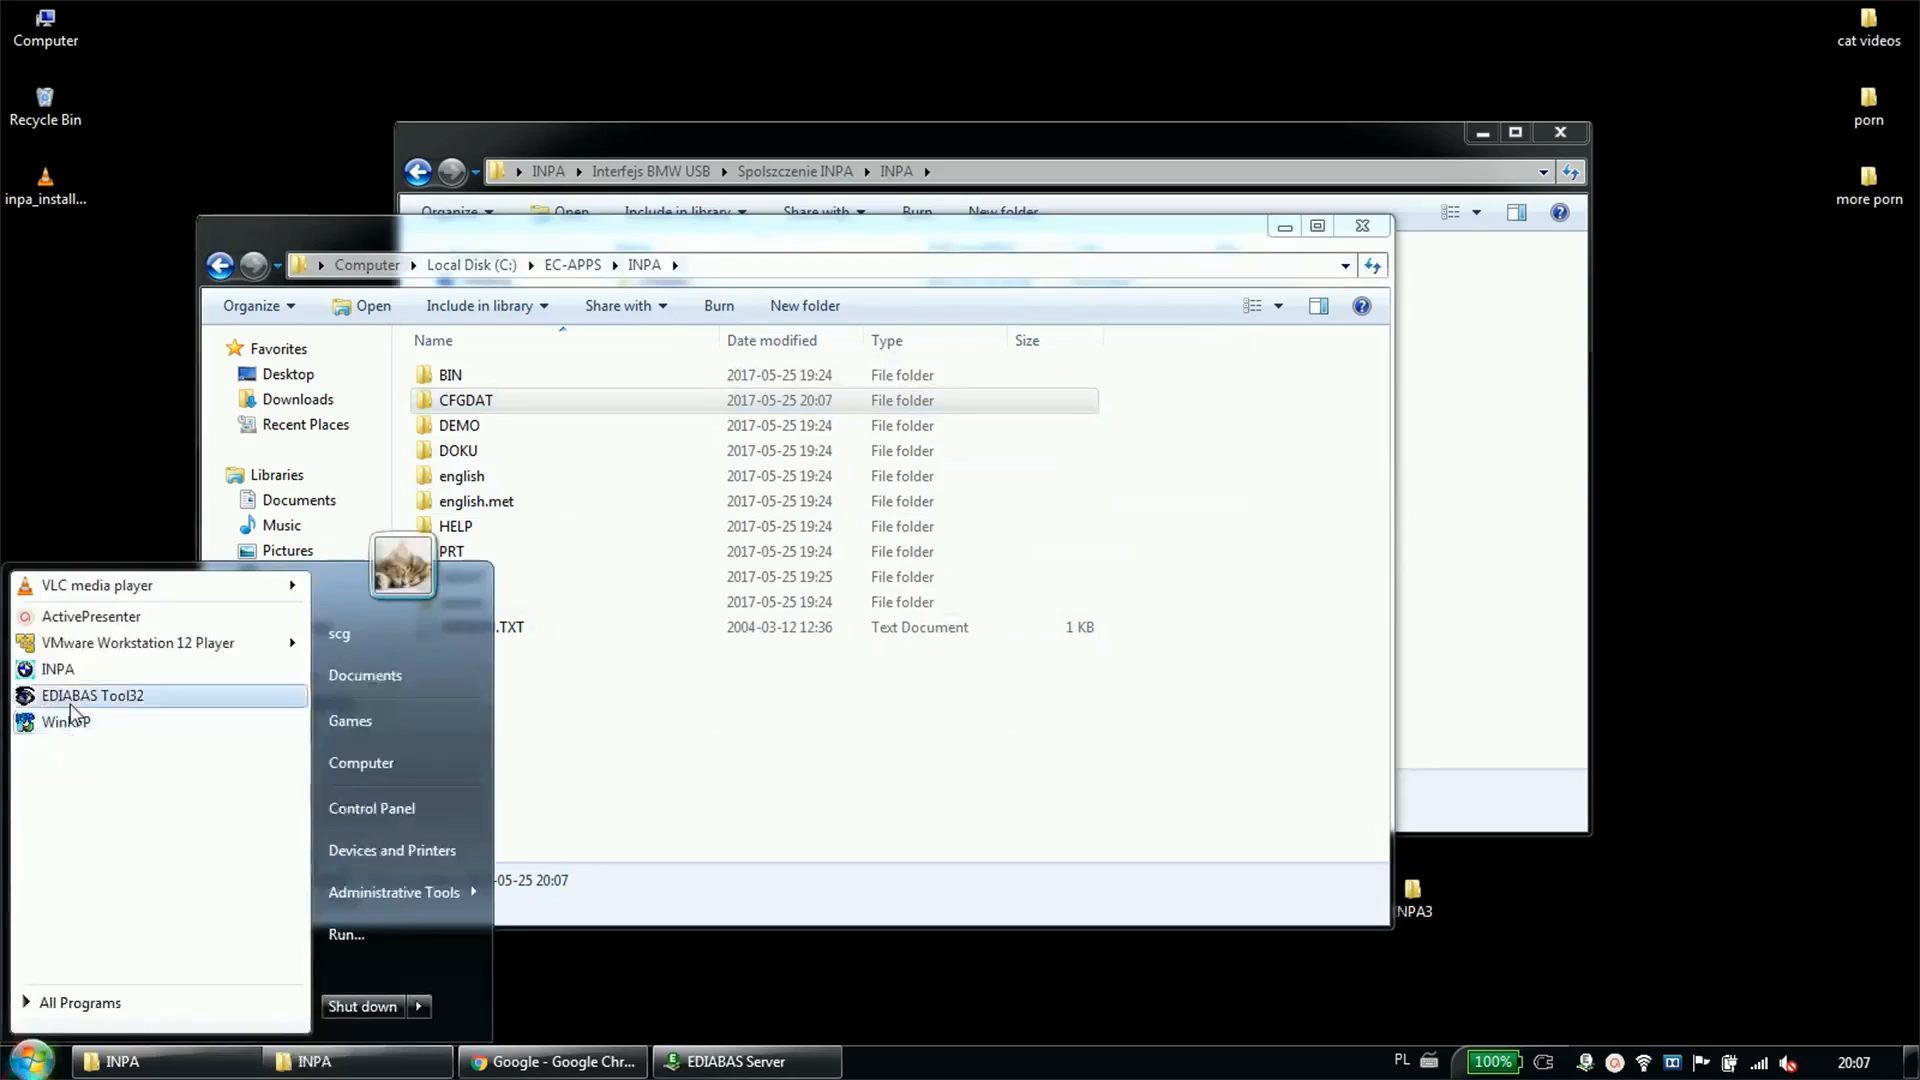 Computer
Recycle Bin
inpa_install...
cat videos
porn
more porn
INPA Interfejs BMW USB Spolszczenie INPA INPA
Organize Open Include in library Share with Burn New folder
Computer Local Disk (C:) EC-APPS INPA
Organize Open Include in library Share with Burn New folder
Name Date modified Type Size
Favorites
Desktop
Downloads
Recent Places
Libraries
Documents
Music
Pictures
BIN 2017-05-25 19:24 File folder
CFGDAT 2017-05-25 20:07 File folder
DEMO 2017-05-25 19:24 File folder
DOKU 2017-05-25 19:24 File folder
english 2017-05-25 19:24 File folder
english.met 2017-05-25 19:24 File folder
HELP 2017-05-25 19:24 File folder
PRT 2017-05-25 19:24 File folder
2017-05-25 19:25 File folder
2017-05-25 19:24 File folder
.TXT 2004-03-12 12:36 Text Document 1 KB
-05-25 20:07
NPA3
VLC media player
ActivePresenter
VMware Workstation 12 Player
INPA
EDIABAS Tool32
All Programs
scg
Documents
Games
Computer
Control Panel
Devices and Printers
Administrative Tools
Run...
Shut down
INPA
INPA
Google - Google Chr...
EDIABAS Server
PL
100%
20:07